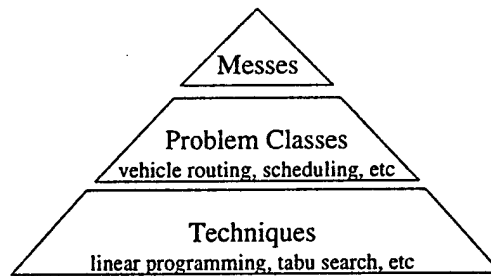 Messes
Problem Classes
vehicle routing, scheduling, etc
Techniques
linear programming, tabu search, etc